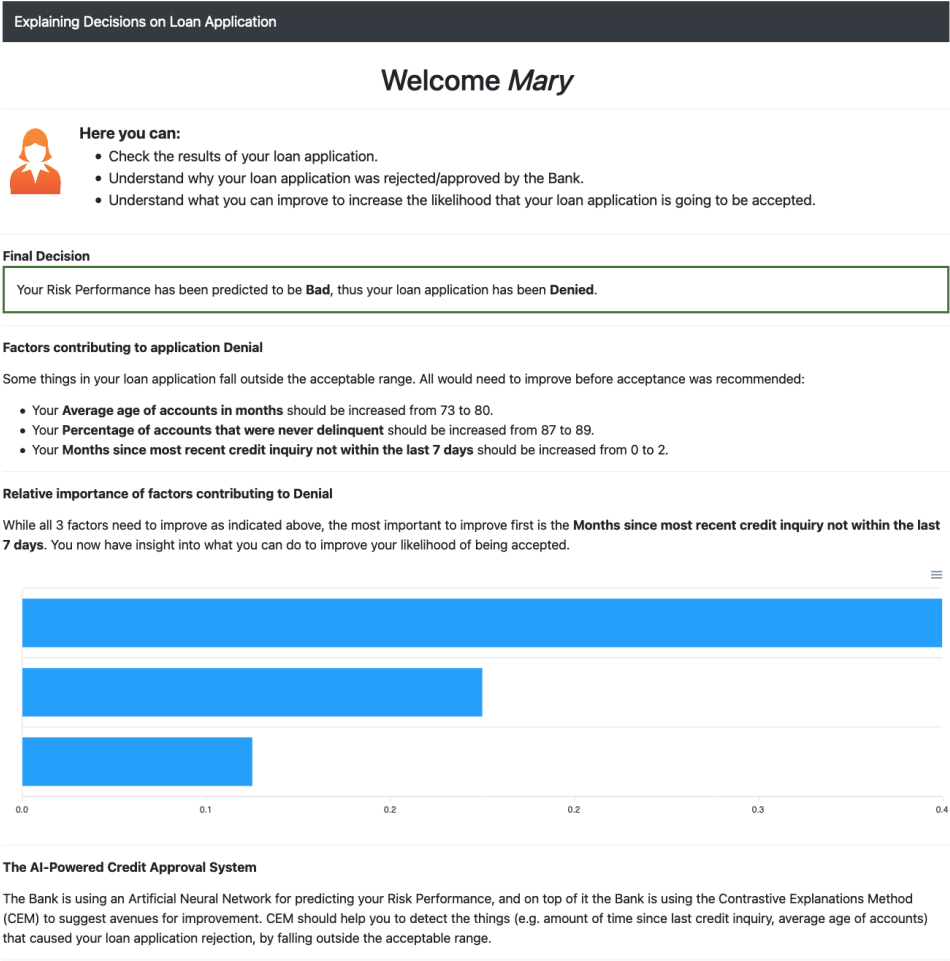 Explaining Decisions on Loan Application
Welcome Mary
Here you can:
• Check the results of your loan application.
• Understand why your loan application was rejected/approved by the Bank.
• Understand what you can improve to increase the likelihood that your loan application is going to be accepted.
Final Decision
Your Risk Performance has been predicted to be Bad, thus your loan application has been Denied.
Factors contributing to application Denial
Some things in your loan application fall outside the acceptable range. All would need to improve before acceptance was recommended:
• Your Average age of accounts in months should be increased from 73 to 80.
• Your Percentage of accounts that were never delinquent should be increased from 87 to 89.
• Your Months since most recent credit inquiry not within the last 7 days should be increased from 0 to 2.
Relative importance of factors contributing to Denial
While all 3 factors need to improve as indicated above, the most important to improve first is the Months since most recent credit inquiry not within the last
7 days. You now have insight into what you can do to improve your likelihood of being accepted.
0.0 0.1 0.2 0.2 0.3 0.4
The AI-Powered Credit Approval System
The Bank is using an Artificial Neural Network for predicting your Risk Performance, and on top of it the Bank is using the Contrastive Explanations Method
(CEM) to suggest avenues for improvement. CEM should help you to detect the things (e.g. amount of time since last credit inquiry, average age of accounts)
that caused your loan application rejection, by falling outside the acceptable range.